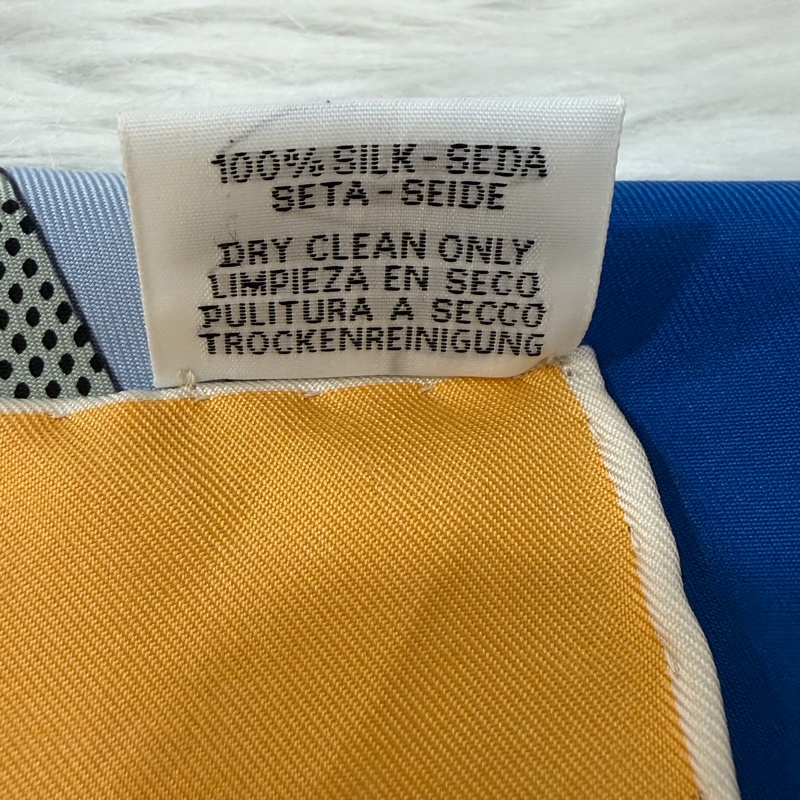 100% SILK-SEDA
SETA-SEIDE
DRY CLEAN ONLY
LIMPIEZA EN SECO
PULITURA A SECCO
TROCKENREINIGUNG